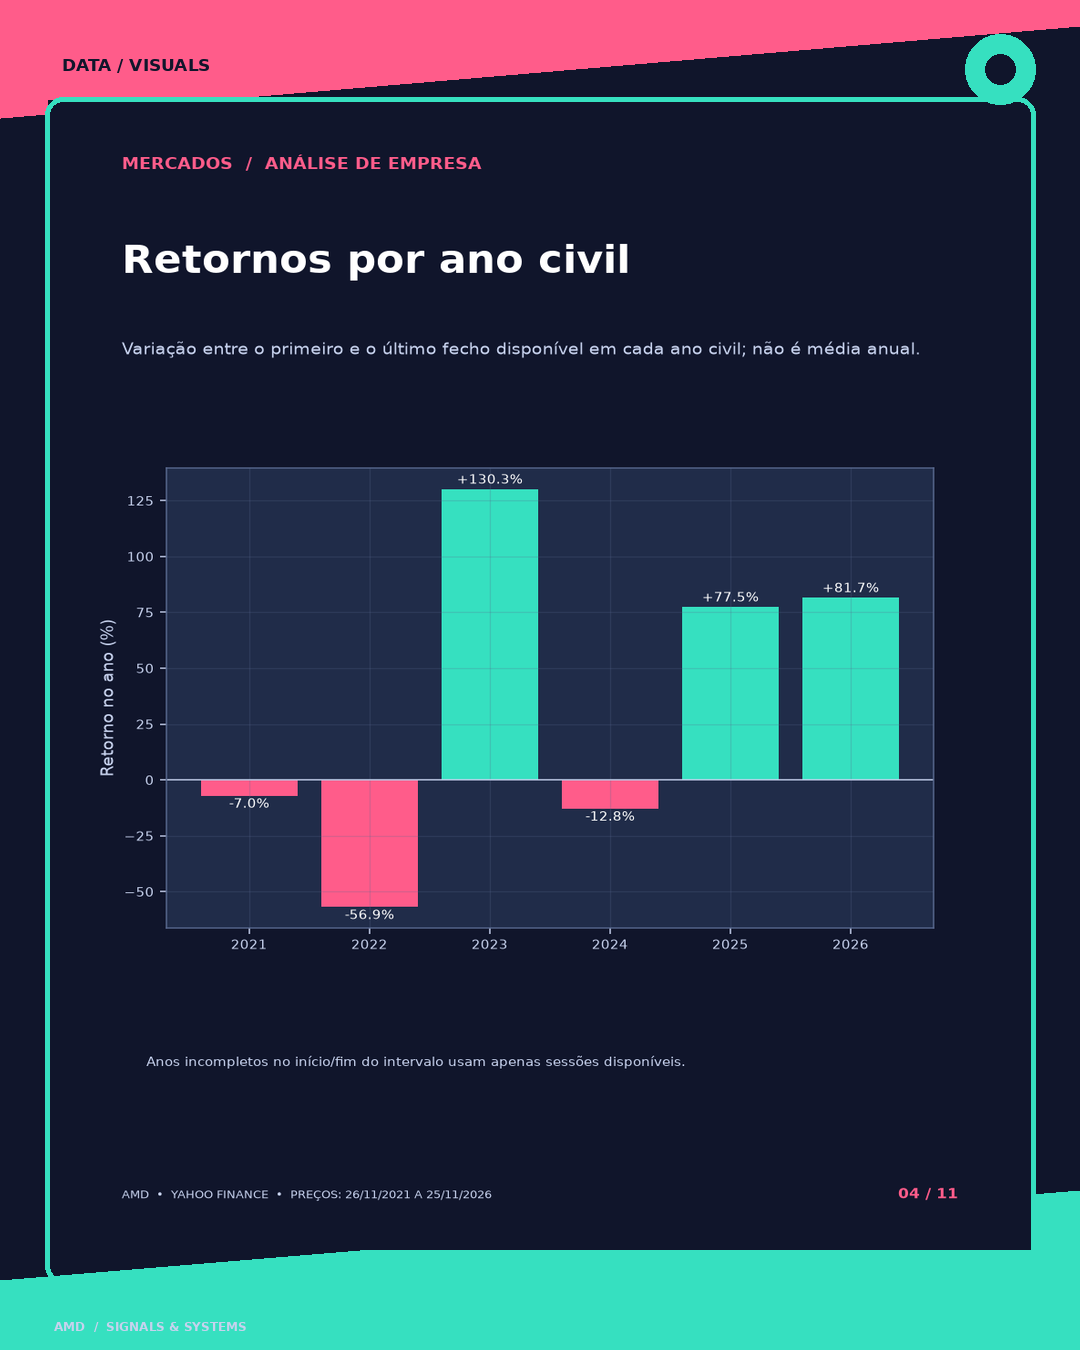 DATA / VISUALS
MERCADOS / ANÁLISE DE EMPRESA
Retornos por ano civil
Variação entre o primeiro e o último fecho disponível em cada ano civil; não é média anual.
Retorno no ano (%)
125
100
75
50
25
0
−25
−50
-7.0%
-56.9%
+130.3%
-12.8%
+77.5%
+81.7%
2021
2022
2023
2024
2025
2026
Anos incompletos no início/fim do intervalo usam apenas sessões disponíveis.
AMD • YAHOO FINANCE • PREÇOS: 26/11/2021 A 25/11/2026
04 / 11
AMD / SIGNALS & SYSTEMS